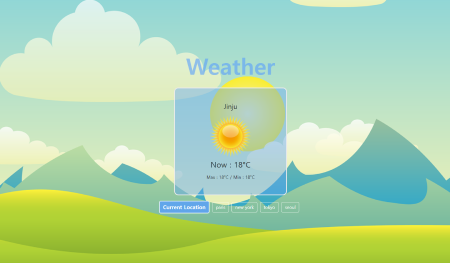 Weather
Jinju
Now : 18°C
Max : 18°C / Min : 18°C
Current Location paris new york tokyo seoul